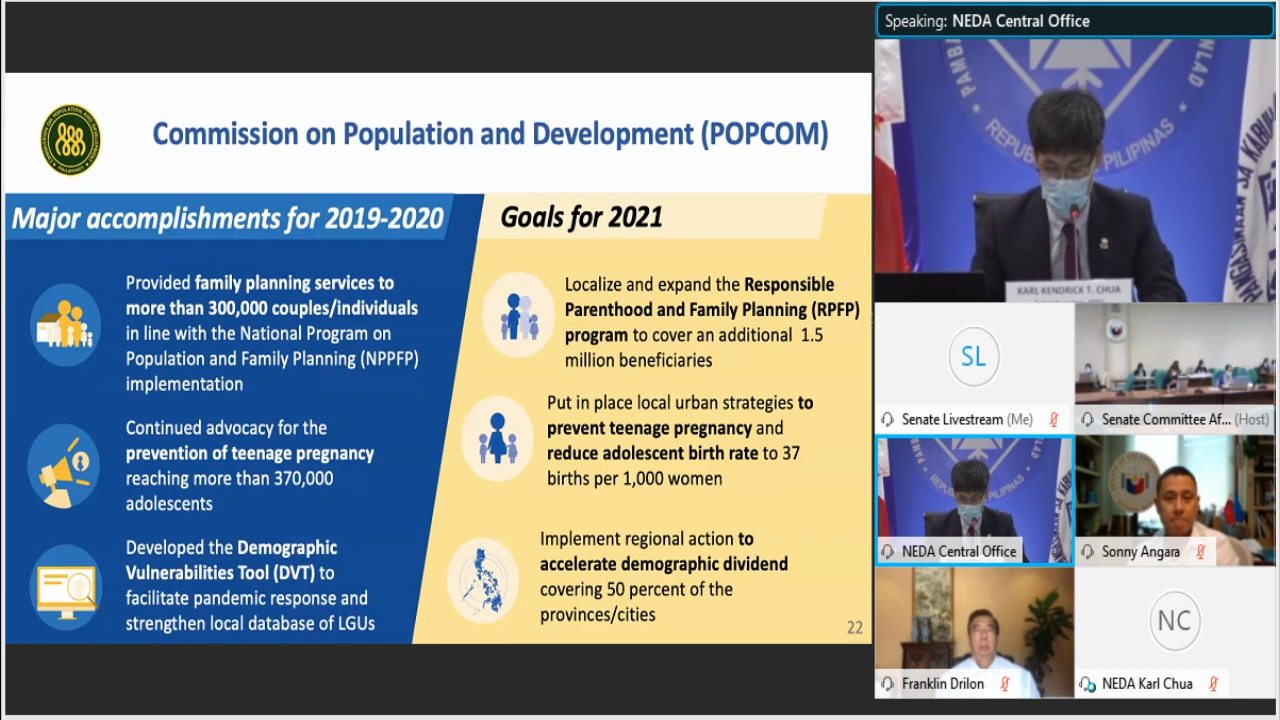 Commission on Population and Development (POPCOM)
Major accomplishments for 2019-2020
Provided family planning services to
more than 300,000 couples/individuals
in line with the National Program on
Population and Family Planning (NPPFP)
implementation
Continued advocacy for the
prevention of teenage pregnancy
reaching more than 370,000
adolescents
Developed the Demographic
Vulnerabilities Tool (DVT) to
facilitate pandemic response and
strengthen local database of LGUs
Goals for 2021
Localize and expand the Responsible
Parenthood and Family Planning (RPFP)
program to cover an additional 1.5
million beneficiaries
Put in place local urban strategies to
prevent teenage pregnancy and
reduce adolescent birth rate to 37
births per 1,000 women
Implement regional action to
accelerate demographic dividend
covering 50 percent of the
provinces/cities
22
Speaking: NEDA Central Office
KARL KENDRICK T. CHUA
SL
Senate Livestream (Me)
Senate Committee Af... (Host)
NEDA Central Office
Sonny Angara
Franklin Drilon
NC
NEDA Karl Chua